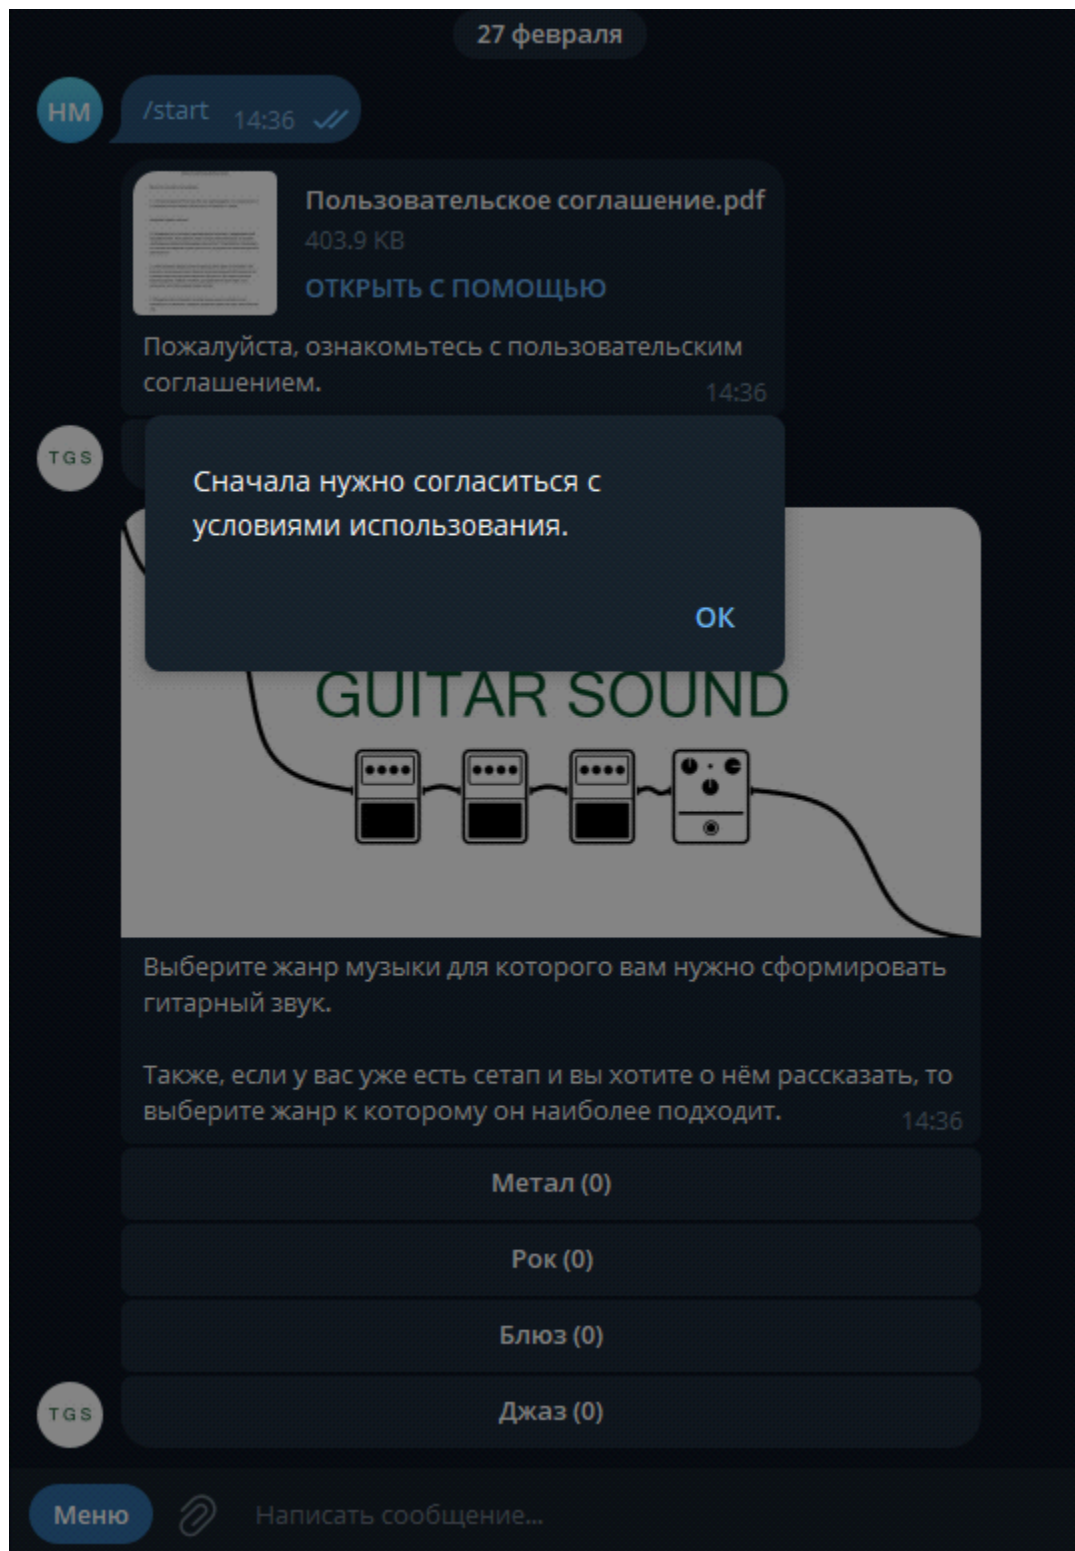 27 февраля
HM
/start
14:36
Пользовательское соглашение.pdf
403.9 KB
ОТКРЫТЬ С ПОМОЩЬЮ
Пожалуйста, ознакомьтесь с пользовательским
соглашением.
14:36
TGS
Сначала нужно согласиться с
условиями использования.
ОК
GUITAR SOUND
Выберите жанр музыки для которого вам нужно сформировать
гитарный звук.
Также, если у вас уже есть сетап и вы хотите о нём рассказать, то
выберите жанр к которому он наиболее подходит.
14:36
Метал (0)
Рок (0)
Блюз (0)
Джаз (0)
TGS
Меню
Написать сообщение...